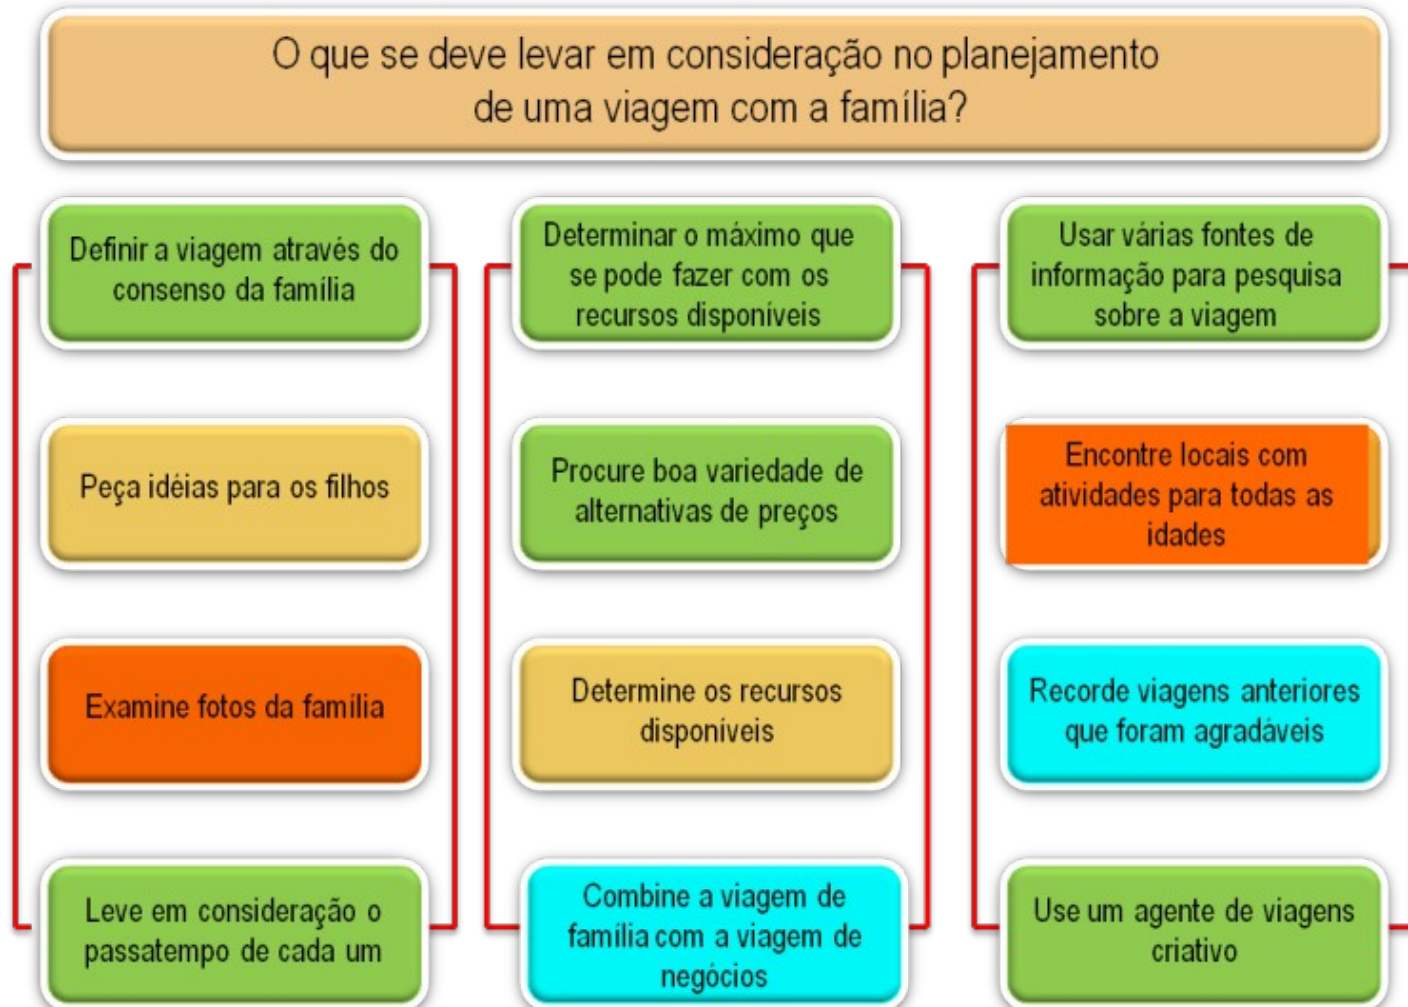 O que se deve levar em consideração no planejamento
de uma viagem com a família?
Definir a viagem através do
consenso da família
Peça idéias para os filhos
Examine fotos da família
Leve em consideração o
passatempo de cada um
Determinar o máximo que
se pode fazer com os
recursos disponíveis
Procure boa variedade de
alternativas de preços
Determine os recursos
disponíveis
Combine a viagem de
família com a viagem de
negócios
Usar várias fontes de
informação para pesquisa
sobre a viagem
Encontre locais com
atividades para todas as
idades
Recorde viagens anteriores
que foram agradáveis
Use um agente de viagens
criativo